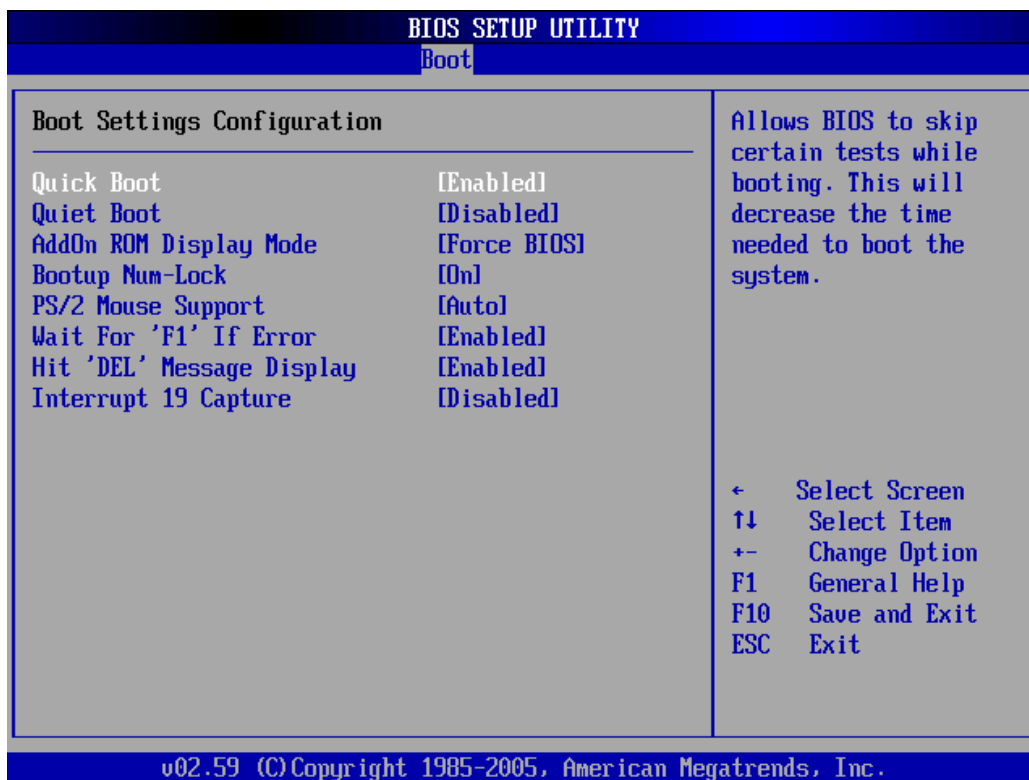 BIOS SETUP UTILITY
Boot
Boot Settings Configuration
Quick Boot [Enabled]
Quiet Boot [Disabled]
AddOn ROM Display Mode [Force BIOS]
Bootup Num-Lock [On]
PS/2 Mouse Support [Auto]
Wait For 'F1' If Error [Enabled]
Hit 'DEL' Message Display [Enabled]
Interrupt 19 Capture [Disabled]
Allows BIOS to skip
certain tests while
booting. This will
decrease the time
needed to boot the
system.
← Select Screen
↑↓ Select Item
+- Change Option
F1 General Help
F10 Save and Exit
ESC Exit
v02.59 (C)Copyright 1985-2005, American Megatrends, Inc.